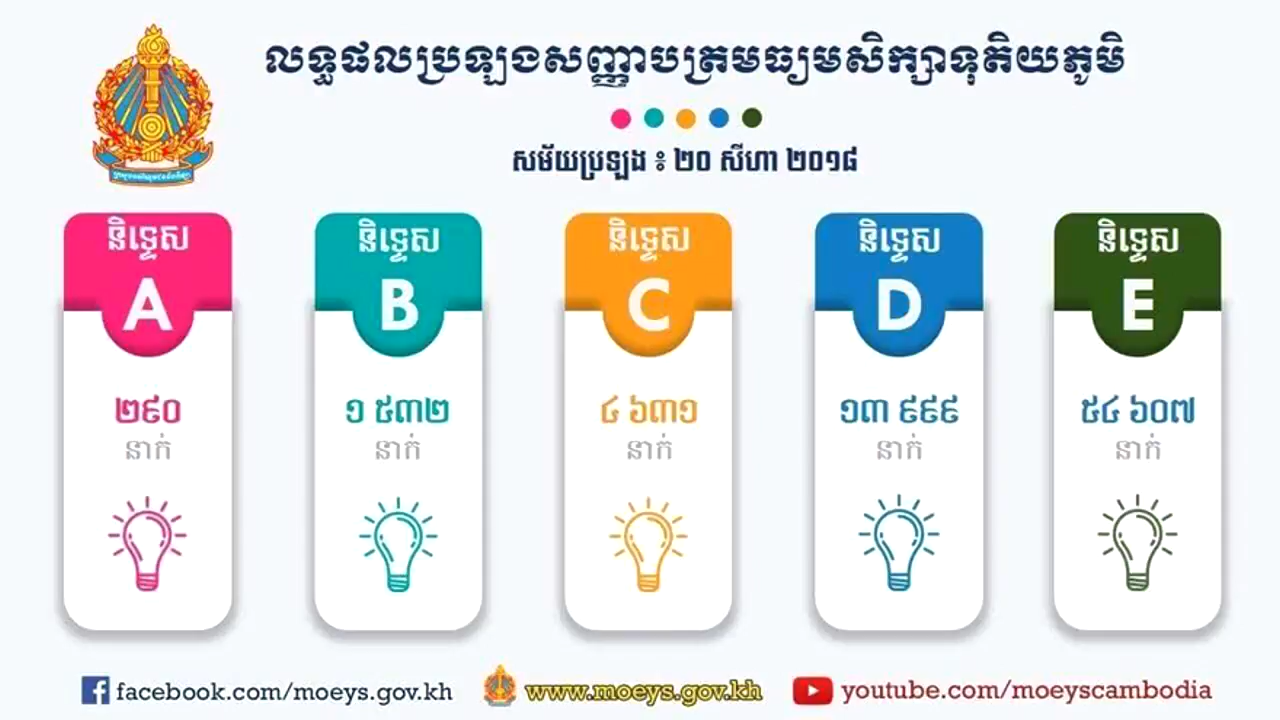 លទ្ធផលប្រឡងសញ្ញាបត្រមធ្យមសិក្សាទុតិយភូមិ
សម័យប្រឡង ៖ ២០ សីហា ២០១៨
និទ្ទេស
A
២៩០
នាក់
និទ្ទេស
B
១ ៥៣២
នាក់
និទ្ទេស
C
៤ ៦៣១
នាក់
និទ្ទេស
D
១៣ ៩៩៩
នាក់
និទ្ទេស
E
៥៤ ៦០៧
នាក់
facebook.com/moeys.gov.kh
www.moeys.gov.kh
youtube.com/moeyscambodia